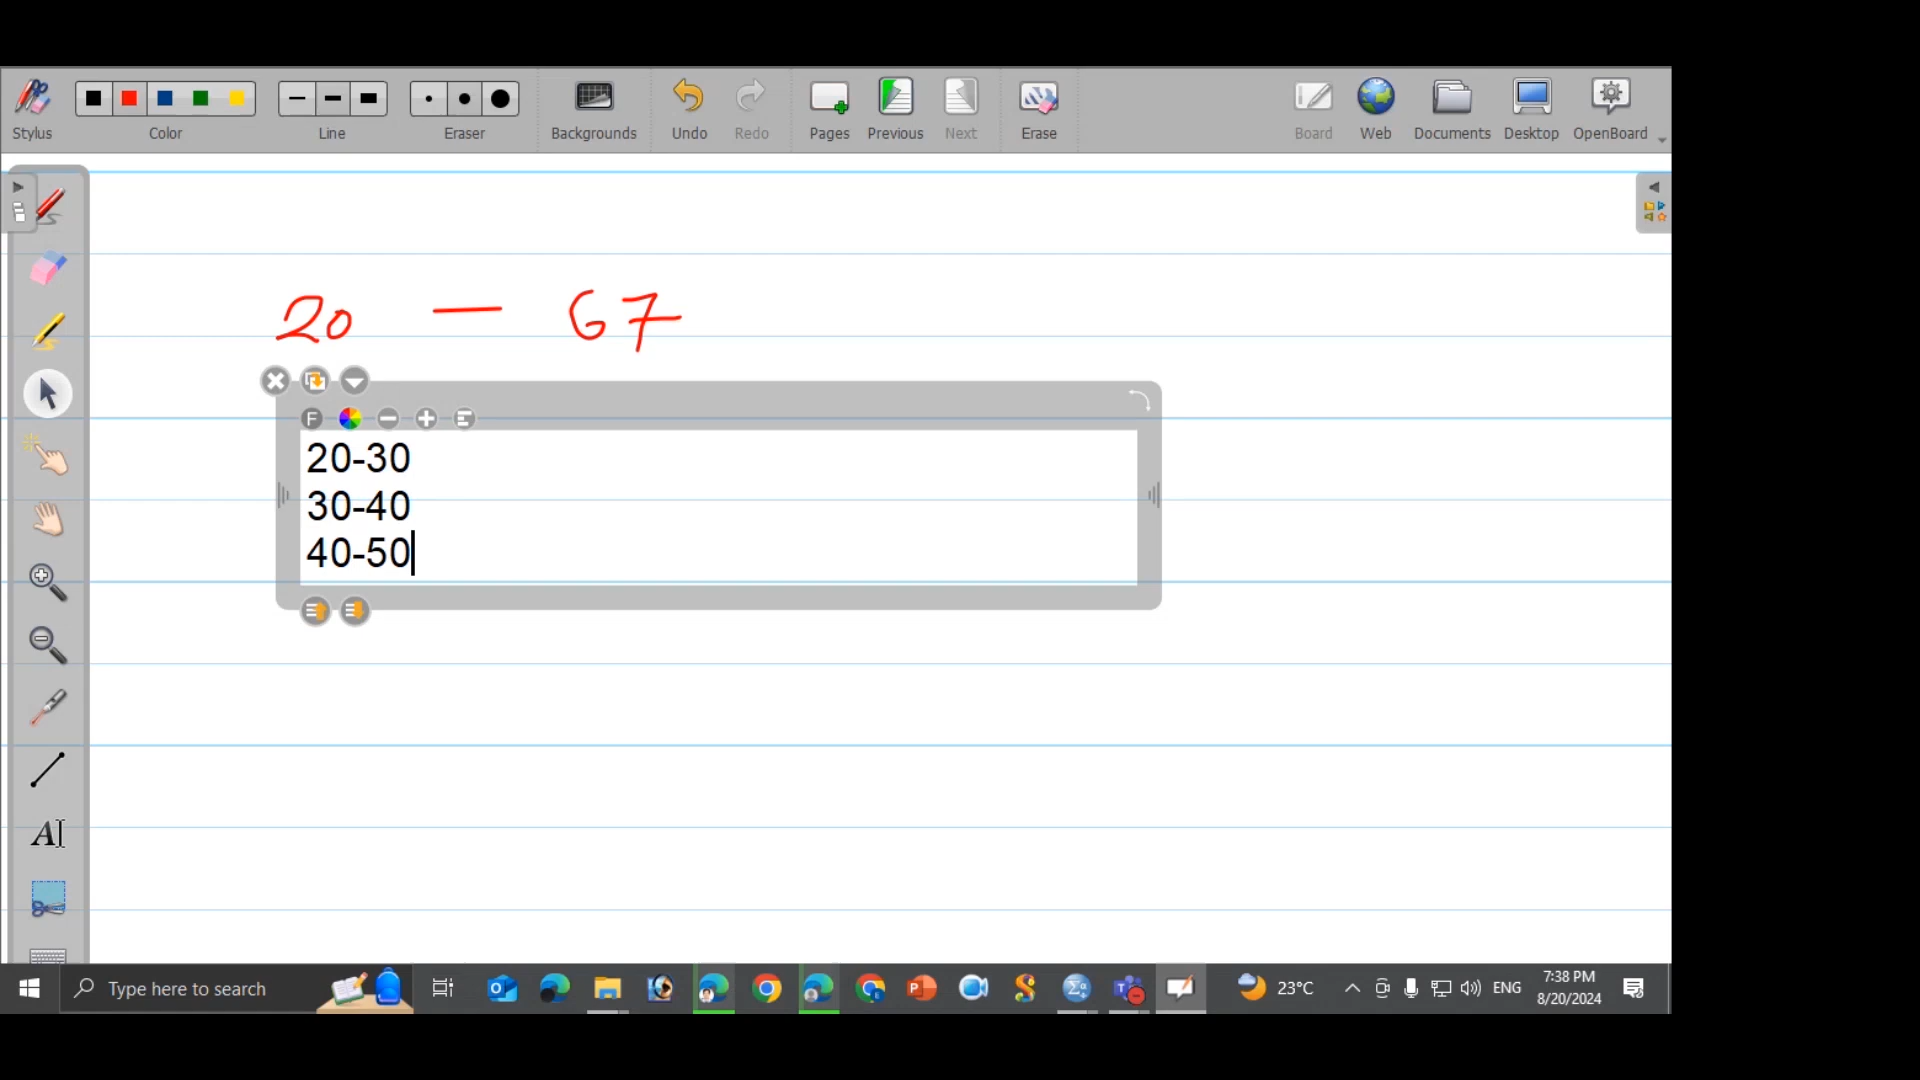 Stylus Color Line Eraser Backgrounds Undo Redo Pages Previous Next Erase Board Web Documents Desktop OpenBoard
20 — 67
F
20-30
30-40
40-50
AI
Type here to search 23°C ENG 7:38 PM
8/20/2024